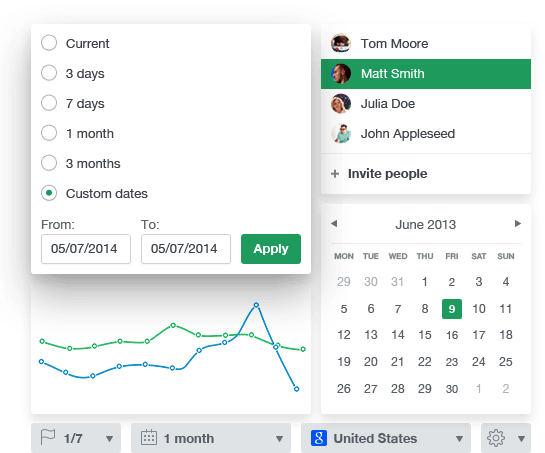 Current
3 days
7 days
1 month
3 months
Custom dates
From: To:
05/07/2014 05/07/2014 Apply
Tom Moore
Matt Smith
Julia Doe
John Appleseed
+ Invite people
June 2013
MON TUE WED THU FRI SAT SUN
29 30 31 1 2 3 4
5 6 7 8 9 10 11
12 12 14 15 16 17 18
19 20 21 22 23 24 25
26 27 28 29 30 1 2
1/7 1 month 8 United States